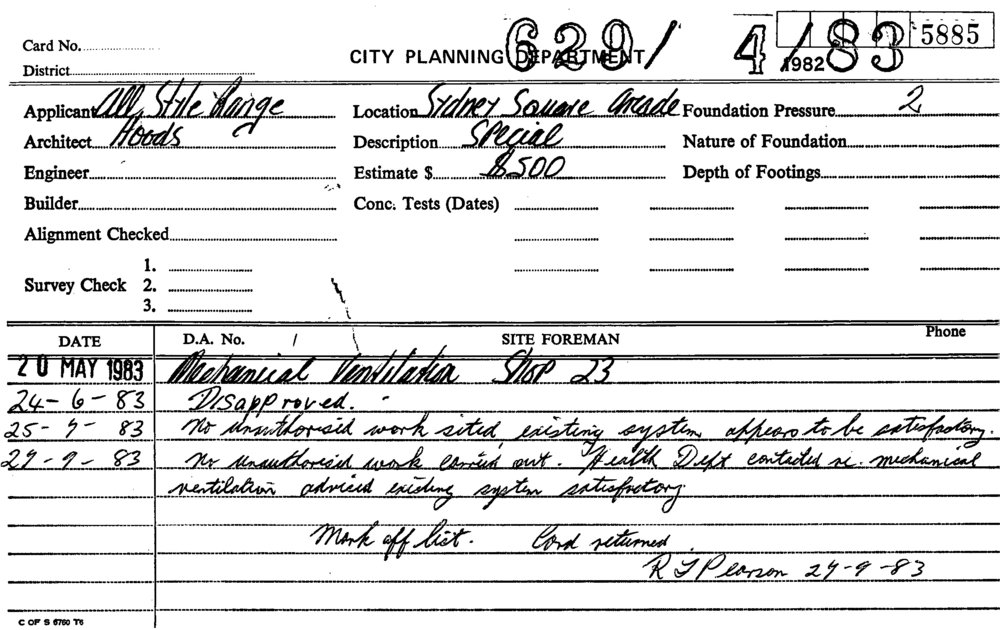 Card No.
CITY PLANNING DEPARTMENT
629/ 4/83
1982
5885
District
Applicant All Style Range
Location Sydney Square Arcade
Foundation Pressure 2
Architect Hoods
Description Special
Nature of Foundation
Engineer
Estimate $ $500
Depth of Footings
Builder
Conc. Tests (Dates)
Alignment Checked
1.
Survey Check 2.
3.
DATE D.A. No. SITE FOREMAN Phone
20 MAY 1983 Mechanical Ventilation Shop 23
24-6-83 Disapproved.
25-7-83 No unauthorised work sited, existing system appears to be satisfactory.
29-9-83 No unauthorised work carried out. Health Dept contacted re. mechanical
ventilation advised existing system satisfactory
Mark off list. Card returned
R Pearson 29-9-83
C OF S 6760 T6